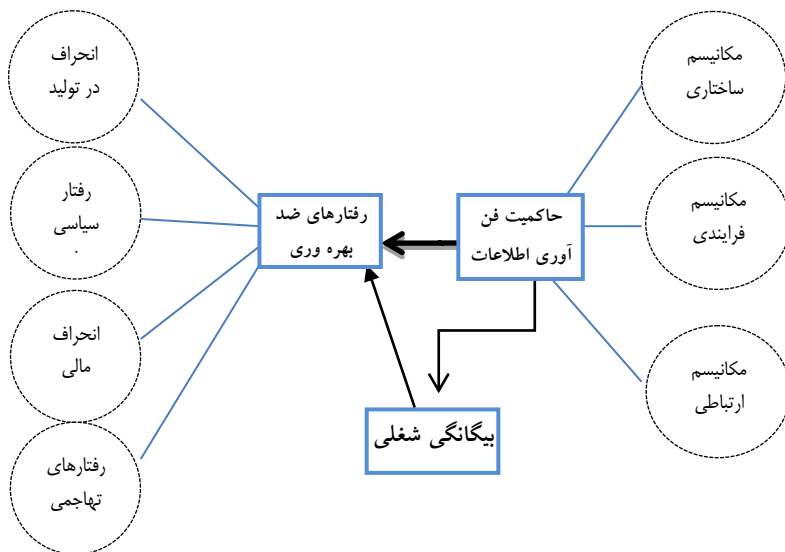 مکانیسم
ساختاری
مکانیسم
فرایندی
مکانیسم
ارتباطی
حاکمیت فن
آوری اطلاعات
رفتارهای ضد
بهره وری
بیگانگی شغلی
انحراف
در تولید
رفتار
سیاسی
.
انحراف
مالی
رفتارهای
تهاجمی